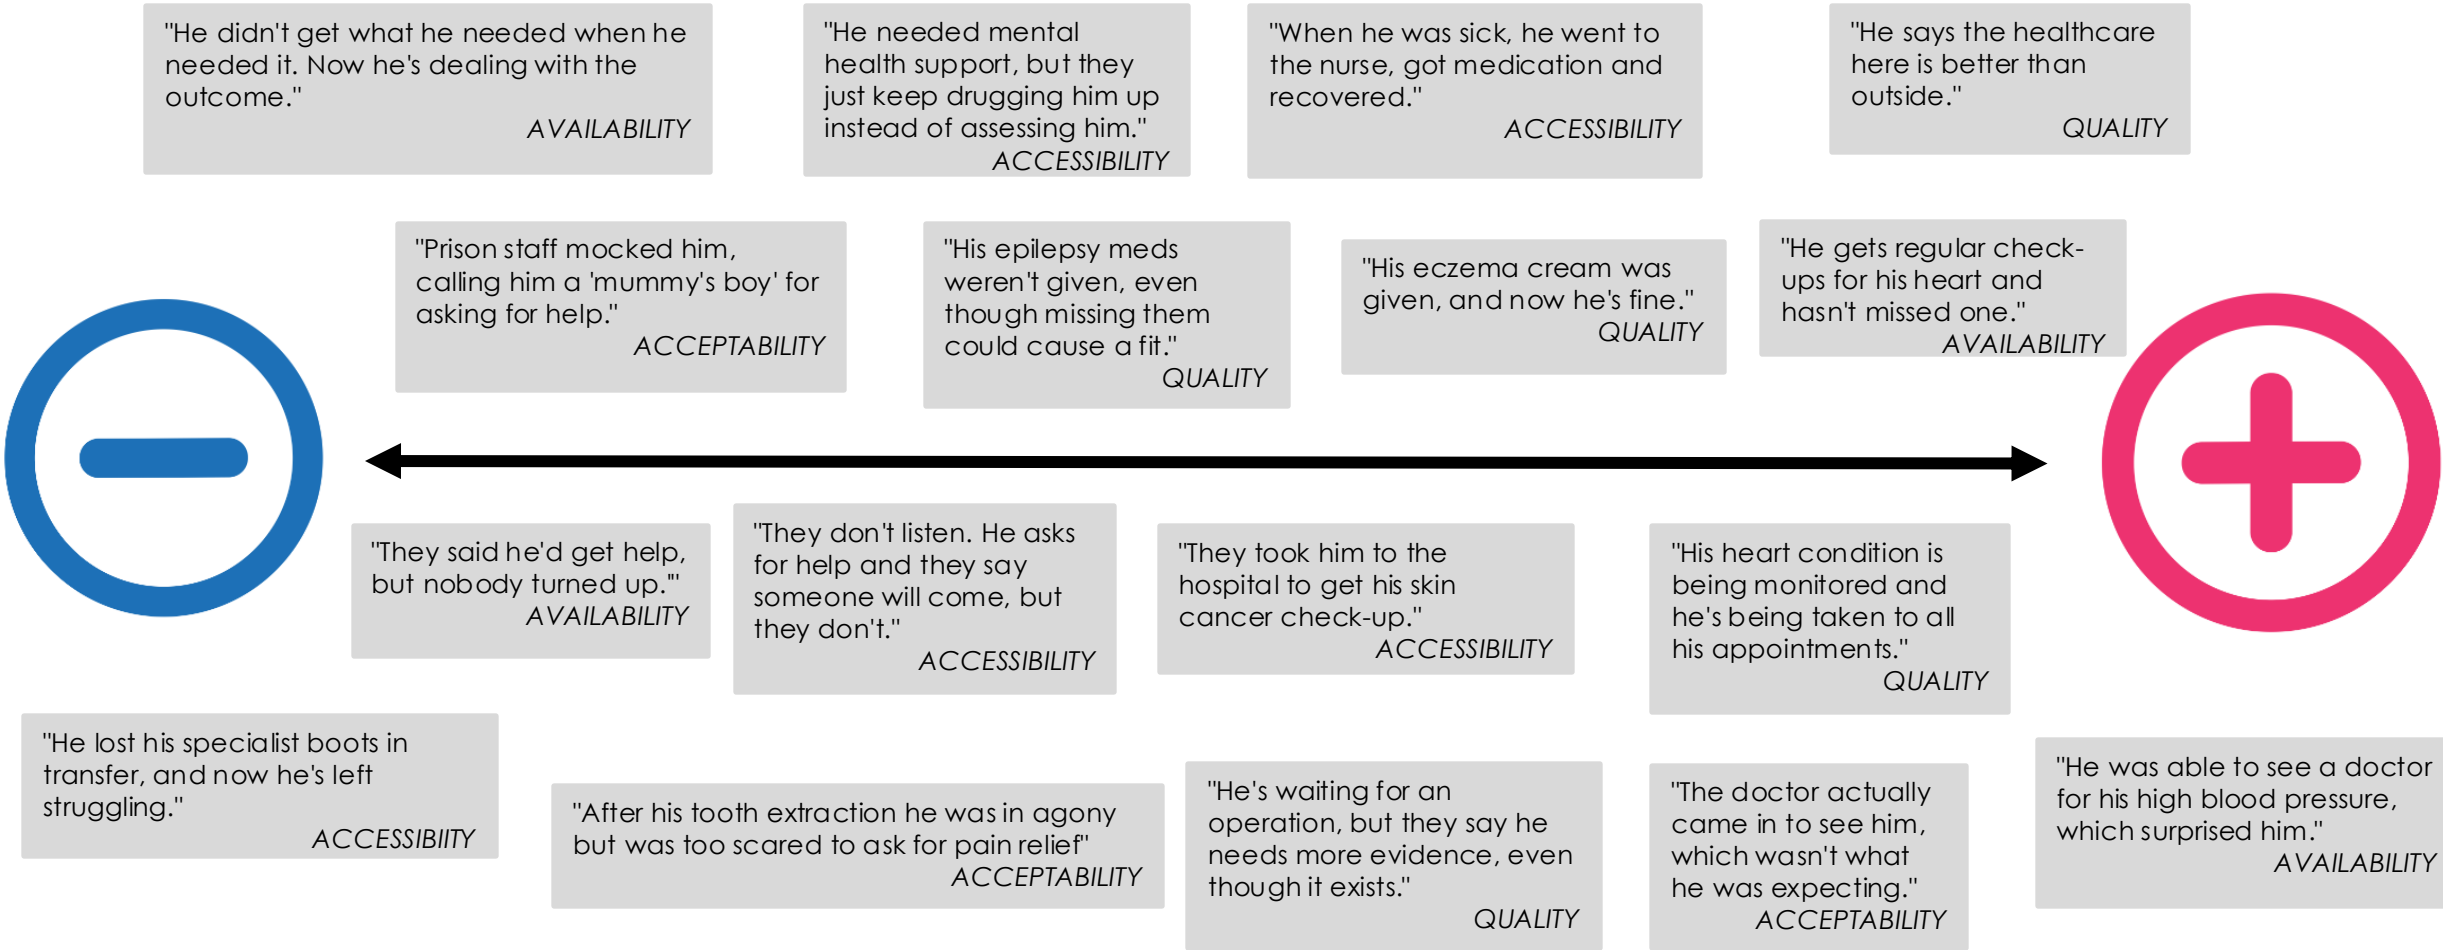 "He didn't get what he needed when he
needed it. Now he's dealing with the
outcome."
AVAILABILITY
"He needed mental
health support, but they
just keep drugging him up
instead of assessing him."
ACCESSIBILITY
"When he was sick, he went to
the nurse, got medication and
recovered."
ACCESSIBILITY
"He says the healthcare
here is better than
outside."
QUALITY
"Prison staff mocked him,
calling him a 'mummy's boy' for
asking for help."
ACCEPTABILITY
"His epilepsy meds
weren't given, even
though missing them
could cause a fit."
QUALITY
"His eczema cream was
given, and now he's fine."
QUALITY
"He gets regular check-
ups for his heart and
hasn't missed one."
AVAILABILITY
"They said he'd get help,
but nobody turned up.'"
AVAILABILITY
"They don't listen. He asks
for help and they say
someone will come, but
they don't."
ACCESSIBILITY
"They took him to the
hospital to get his skin
cancer check-up."
ACCESSIBILITY
"His heart condition is
being monitored and
he's being taken to all
his appointments."
QUALITY
"He lost his specialist boots in
transfer, and now he's left
struggling."
ACCESSIBIITY
"After his tooth extraction he was in agony
but was too scared to ask for pain relief"
ACCEPTABILITY
"He's waiting for an
operation, but they say he
needs more evidence, even
though it exists."
QUALITY
"The doctor actually
came in to see him,
which wasn't what
he was expecting."
ACCEPTABILITY
"He was able to see a doctor
for his high blood pressure,
which surprised him."
AVAILABILITY